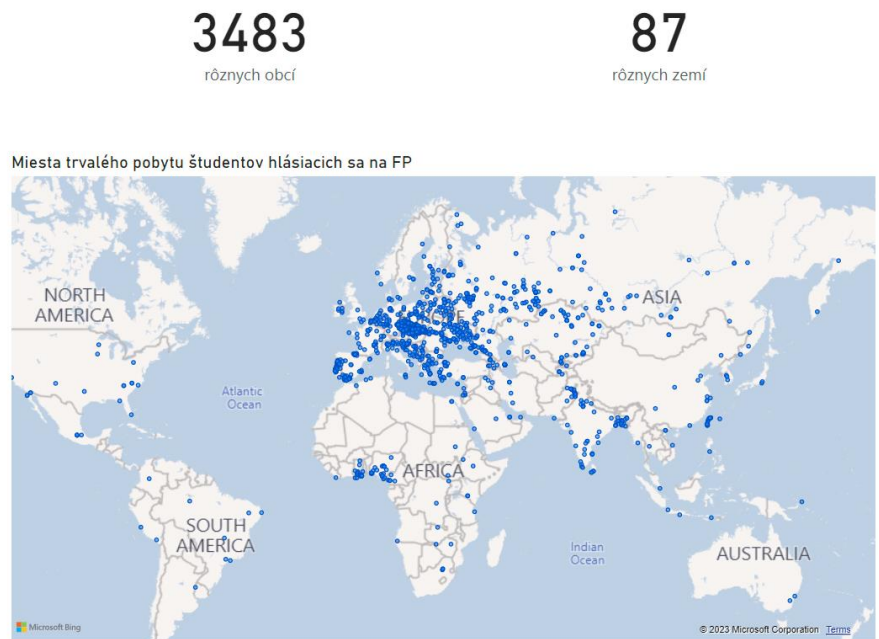 3483
87
rôznych obcí
rôznych zemí
Miesta trvalého pobytu študentov hlásiacich sa na FP
NORTH
AMERICA
ASIA
Atlantic
Ocean
AFRICA
SOUTH
AMERICA
Indian
Ocean
AUSTRALIA
Microsoft Bing
© 2023 Microsoft Corporation Terms